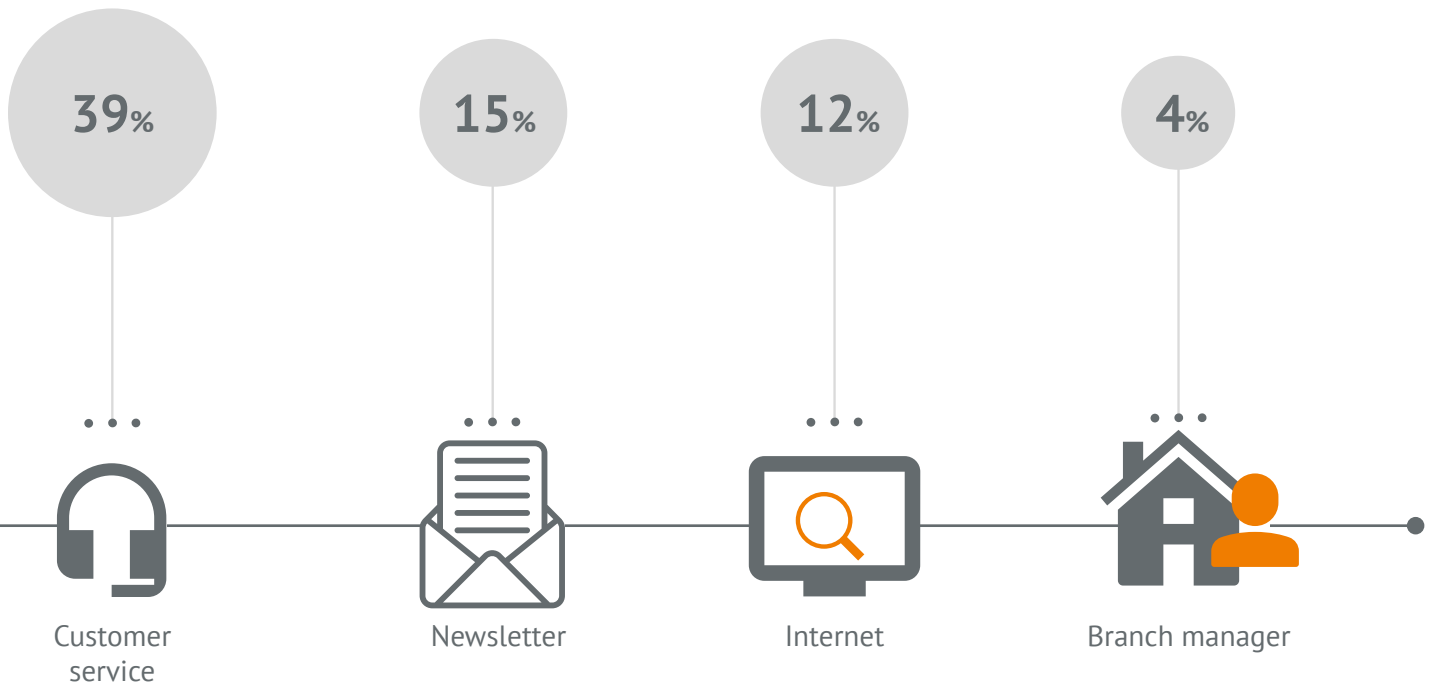 39%
15%
12%
4%
Customer
service
Newsletter
Internet
Branch manager